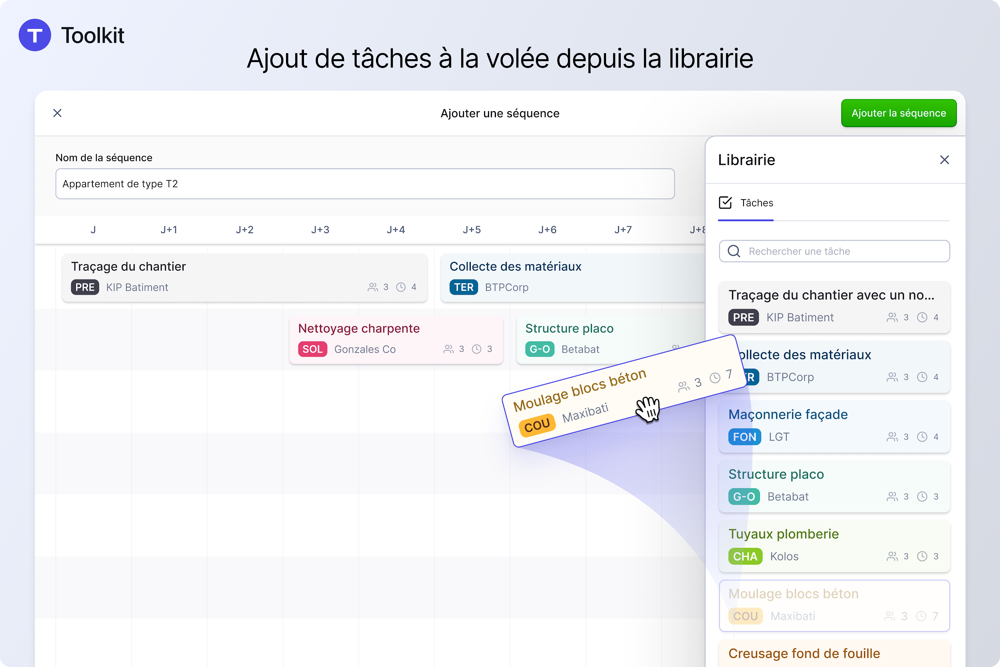 T Toolkit
Ajout de tâches à la volée depuis la librairie
Ajouter une séquence
Ajouter la séquence
Nom de la séquence
Appartement de type T2
J J+1 J+2 J+3 J+4 J+5 J+6 J+7
Traçage du chantier
PRE KIP Batiment 3 4
Collecte des matériaux
TER BTPCorp
Nettoyage charpente
SOL Gonzales Co 3 3
Structure placo
G-O Betabat
Moulage blocs béton
COU Maxibati 3 7
Librairie
Tâches
Rechercher une tâche
Traçage du chantier avec un no...
PRE KIP Batiment 3 4
ollecte des matériaux
R BTPCorp 3 4
Maçonnerie façade
FON LGT 3 4
Structure placo
G-O Betabat 3 3
Tuyaux plomberie
CHA Kolos 3 3
Moulage blocs béton
COU Maxibati 3 7
Creusage fond de fouille